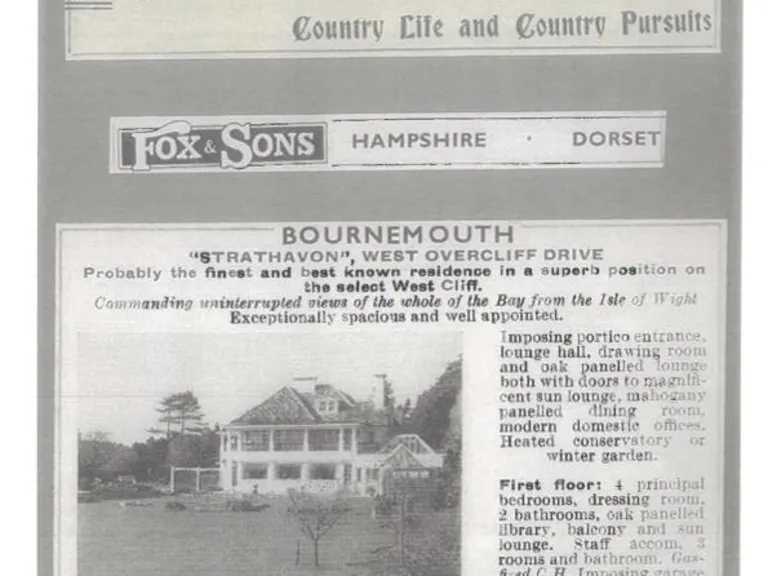 Country Life and Country Pursuits
FOX & SONS
HAMPSHIRE · DORSET
BOURNEMOUTH
"STRATHAVON", WEST OVERCLIFF DRIVE
Probably the finest and best known residence in a superb position on
the select West Cliff.
Commanding uninterrupted views of the whole of the Bay from the Isle of Wight
Exceptionally spacious and well appointed.
Imposing portico entrance,
lounge hall, drawing room
and oak panelled lounge
both with doors to magnifi-
cent sun lounge, mahogany
panelled dining room,
modern domestic offices.
Heated conservatory or
winter garden.
First floor: 4 principal
bedrooms, dressing room,
2 bathrooms, oak panelled
library, balcony and sun
lounge. Staff accom. 3
rooms and bathroom. Gas-
fired C.H. Imposing garage